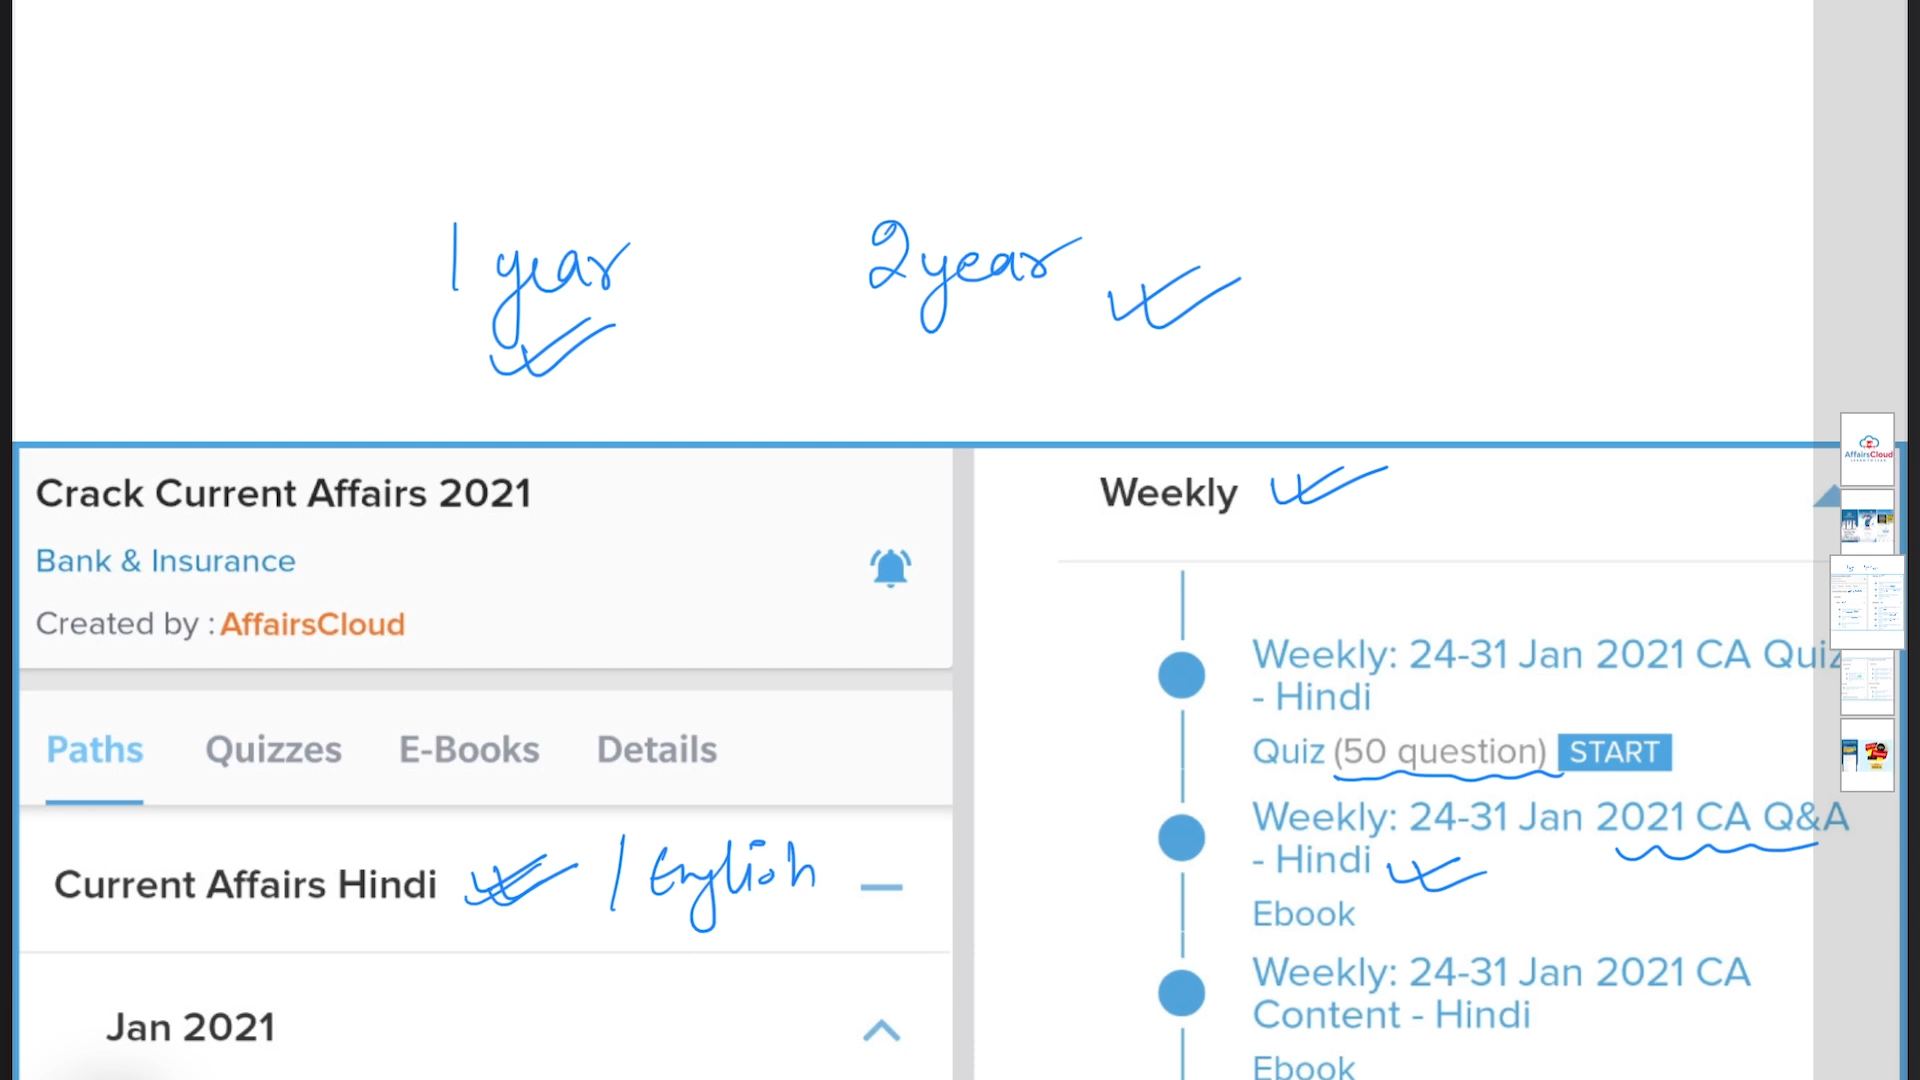 1 year 2 year
Crack Current Affairs 2021
Bank & Insurance
Created by : AffairsCloud
Paths Quizzes E-Books Details
Current Affairs Hindi / English
Jan 2021
Weekly
Weekly: 24-31 Jan 2021 CA Quiz
- Hindi
Quiz (50 question) START
Weekly: 24-31 Jan 2021 CA Q&A
- Hindi
Ebook
Weekly: 24-31 Jan 2021 CA
Content - Hindi
Ebook
AffairsCloud